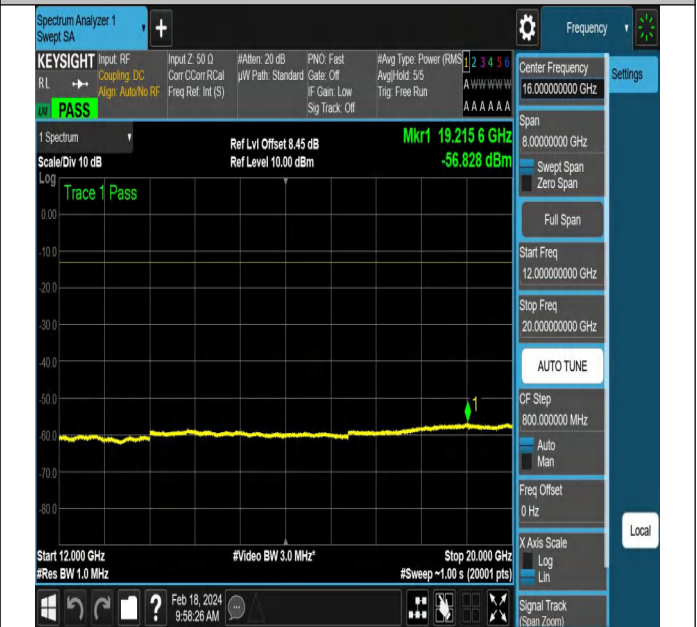 Spectrum Analyzer 1
Swept SA
+
Frequency
KEYSIGHT
RL
LXI
PASS
Input: RF
Coupling: DC
Align: Auto/No RF
Input Z: 50 Ω
Corr CCorr RCal
Freq Ref: Int (S)
#Atten: 20 dB
µW Path: Standard
PNO: Fast
Gate: Off
IF Gain: Low
Sig Track: Off
#Avg Type: Power (RMS
Avg|Hold: 5/5
Trig: Free Run
1 2 3 4 5 6
A W W W W W
A A A A A A
Center Frequency
16.000000000 GHz
Settings
Span
8.00000000 GHz
Swept Span
Zero Span
Full Span
Start Freq
12.000000000 GHz
Stop Freq
20.000000000 GHz
AUTO TUNE
CF Step
800.000000 MHz
Auto
Man
Freq Offset
0 Hz
X Axis Scale
Log
Lin
Signal Track
(Span Zoom)
Local
1 Spectrum
Scale/Div 10 dB
Ref Lvl Offset 8.45 dB
Ref Level 10.00 dBm
Mkr1 19.215 6 GHz
-56.828 dBm
Log
Trace 1 Pass
0.00
-10.0
-20.0
-30.0
-40.0
-50.0
-60.0
-70.0
-80.0
1
Start 12.000 GHz
#Res BW 1.0 MHz
#Video BW 3.0 MHz*
Stop 20.000 GHz
#Sweep ~1.00 s (20001 pts)
?
Feb 18, 2024
9:58:26 AM